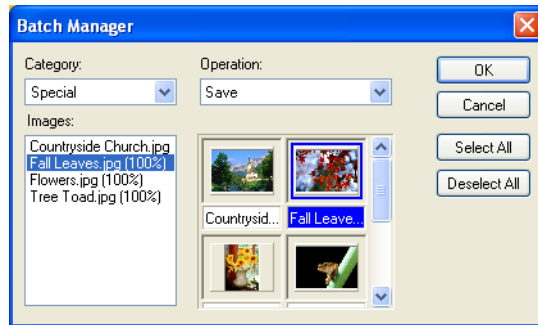 Batch Manager
Category:
Special
Operation:
Save
Images:
Countryside Church.jpg
Fall Leaves.jpg (100%)
Flowers.jpg (100%)
Tree Toad.jpg (100%)
Countrysid...
Fall Leave...
OK
Cancel
Select All
Deselect All